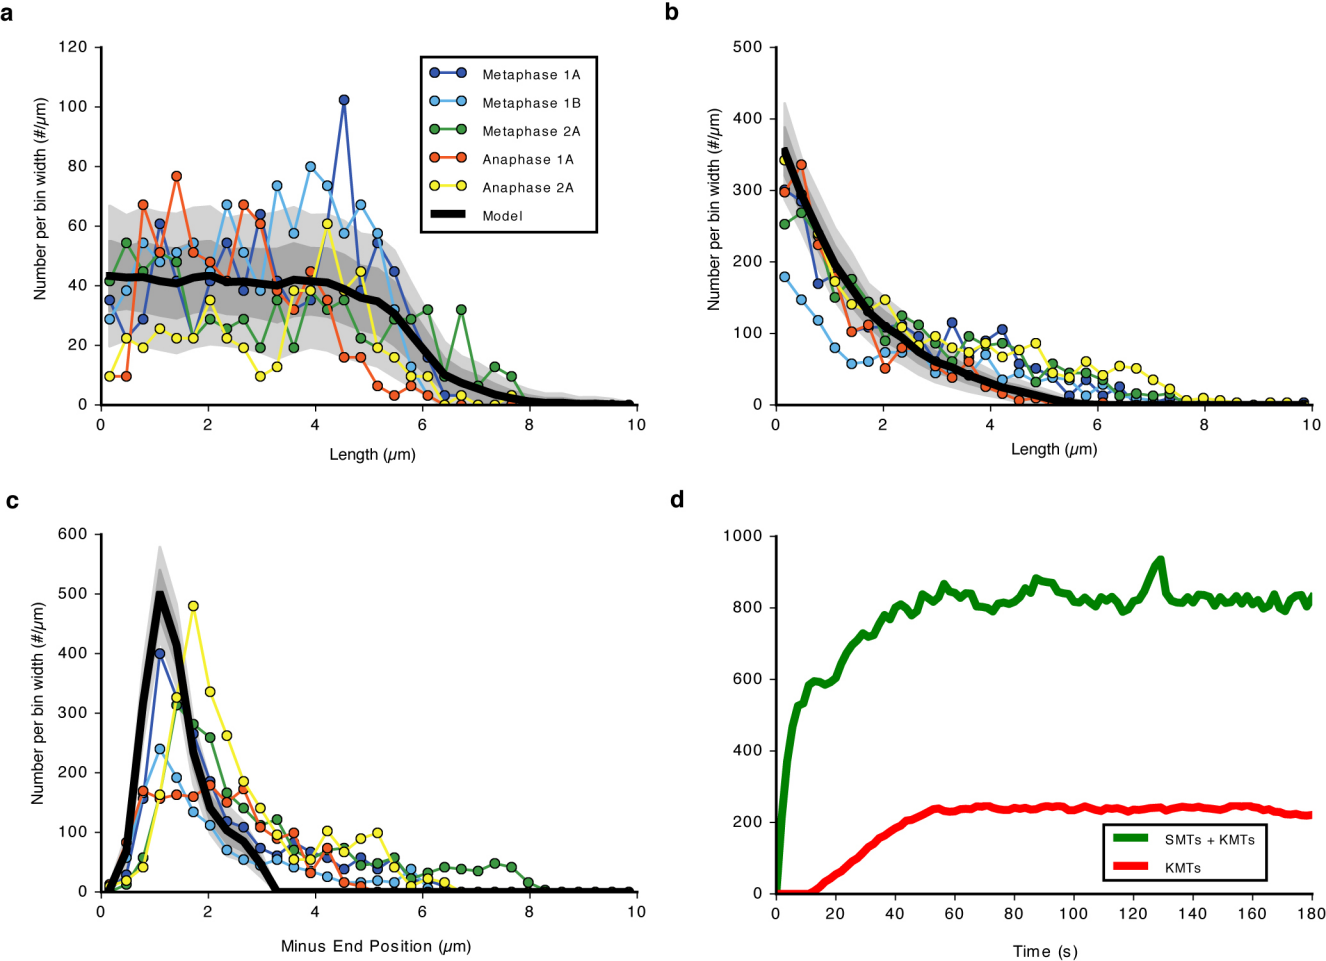 a
120
100
80
60
40
20
0
Number per bin width (#/μm)
0 2 4 6 8 10
Length (μm)
Metaphase 1A
Metaphase 1B
Metaphase 2A
Anaphase 1A
Anaphase 2A
Model
b
500
400
300
200
100
0
Number per bin width (#/μm)
0 2 4 6 8 10
Length (μm)
c
600
500
400
300
200
100
0
Number per bin width (#/μm)
0 2 4 6 8 10
Minus End Position (μm)
d
1000
800
600
400
200
0
0 20 40 60 80 100 120 140 160 180
Time (s)
SMTs + KMTs
KMTs